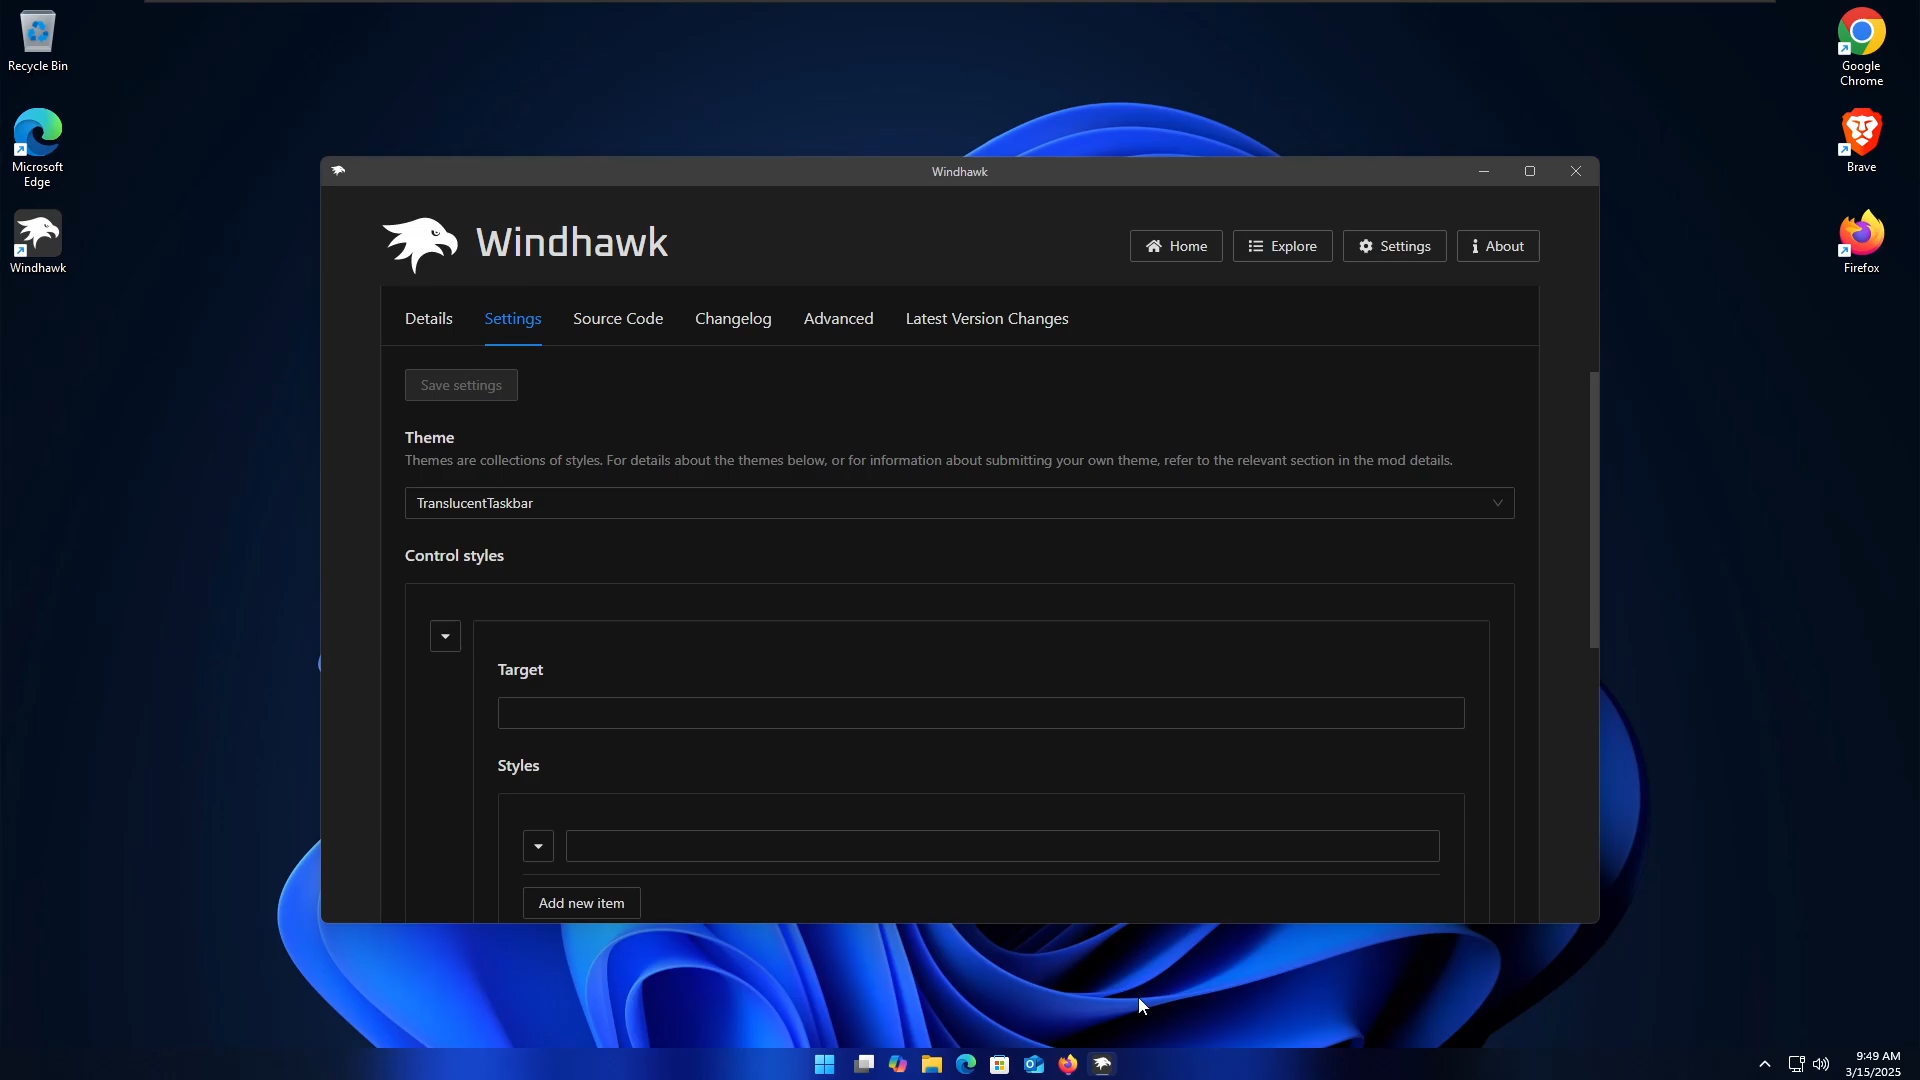 Recycle Bin
Microsoft
Edge
Windhawk
Google
Chrome
Brave
Firefox
Windhawk
Windhawk
Home
Explore
Settings
About
Details
Settings
Source Code
Changelog
Advanced
Latest Version Changes
Save settings
Theme
Themes are collections of styles. For details about the themes below, or for information about submitting your own theme, refer to the relevant section in the mod details.
TranslucentTaskbar
Control styles
Target
Styles
Add new item
9:49 AM
3/15/2025